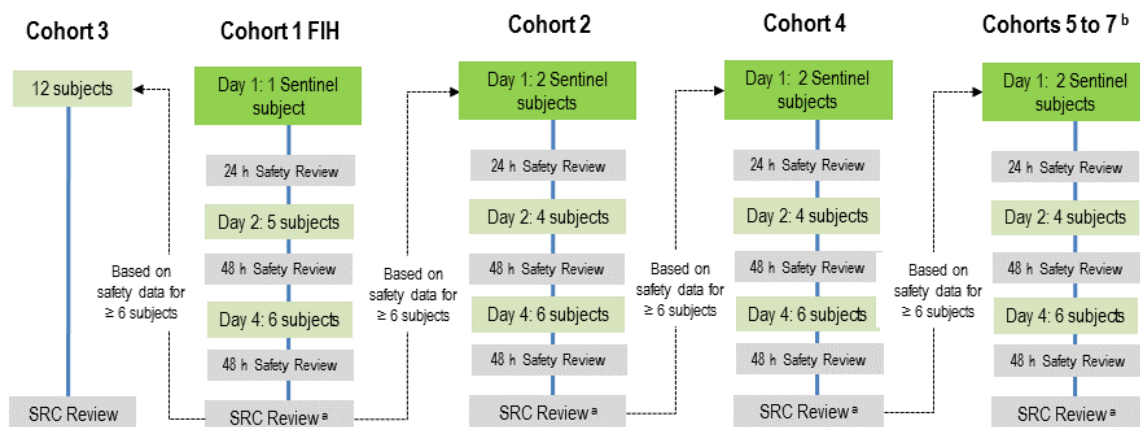 Cohort 3
12 subjects
SRC Review
Based on
safety data for
≥ 6 subjects
Cohort 1 FIH
Day 1: 1 Sentinel
subject
24 h Safety Review
Day 2: 5 subjects
48 h Safety Review
Day 4: 6 subjects
48 h Safety Review
SRC Review a
Based on
safety data for
≥ 6 subjects
Cohort 2
Day 1: 2 Sentinel
subjects
24 h Safety Review
Day 2: 4 subjects
48 h Safety Review
Day 4: 6 subjects
48 h Safety Review
SRC Review a
Based on
safety data for
≥ 6 subjects
Cohort 4
Day 1: 2 Sentinel
subjects
24 h Safety Review
Day 2: 4 subjects
48 h Safety Review
Day 4: 6 subjects
48 h Safety Review
SRC Review a
Based on
safety data for
≥ 6 subjects
Cohorts 5 to 7 b
Day 1: 2 Sentinel
subjects
24 h Safety Review
Day 2: 4 subjects
48 h Safety Review
Day 4: 6 subjects
48 h Safety Review
SRC Review a